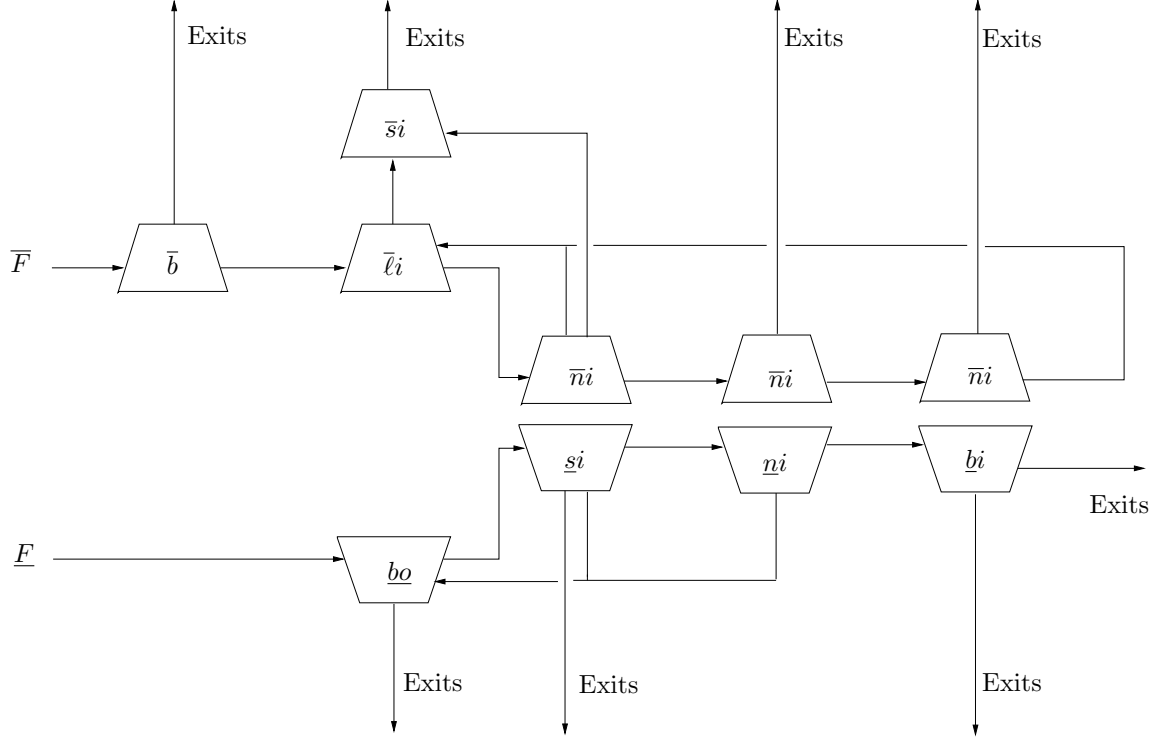 Exits Exits Exits Exits
s̅i
F̅ b̅ ℓ̅i
n̅i n̅i n̅i
s̲i n̲i b̲i
Exits
F̲ b̲o̲
Exits Exits Exits